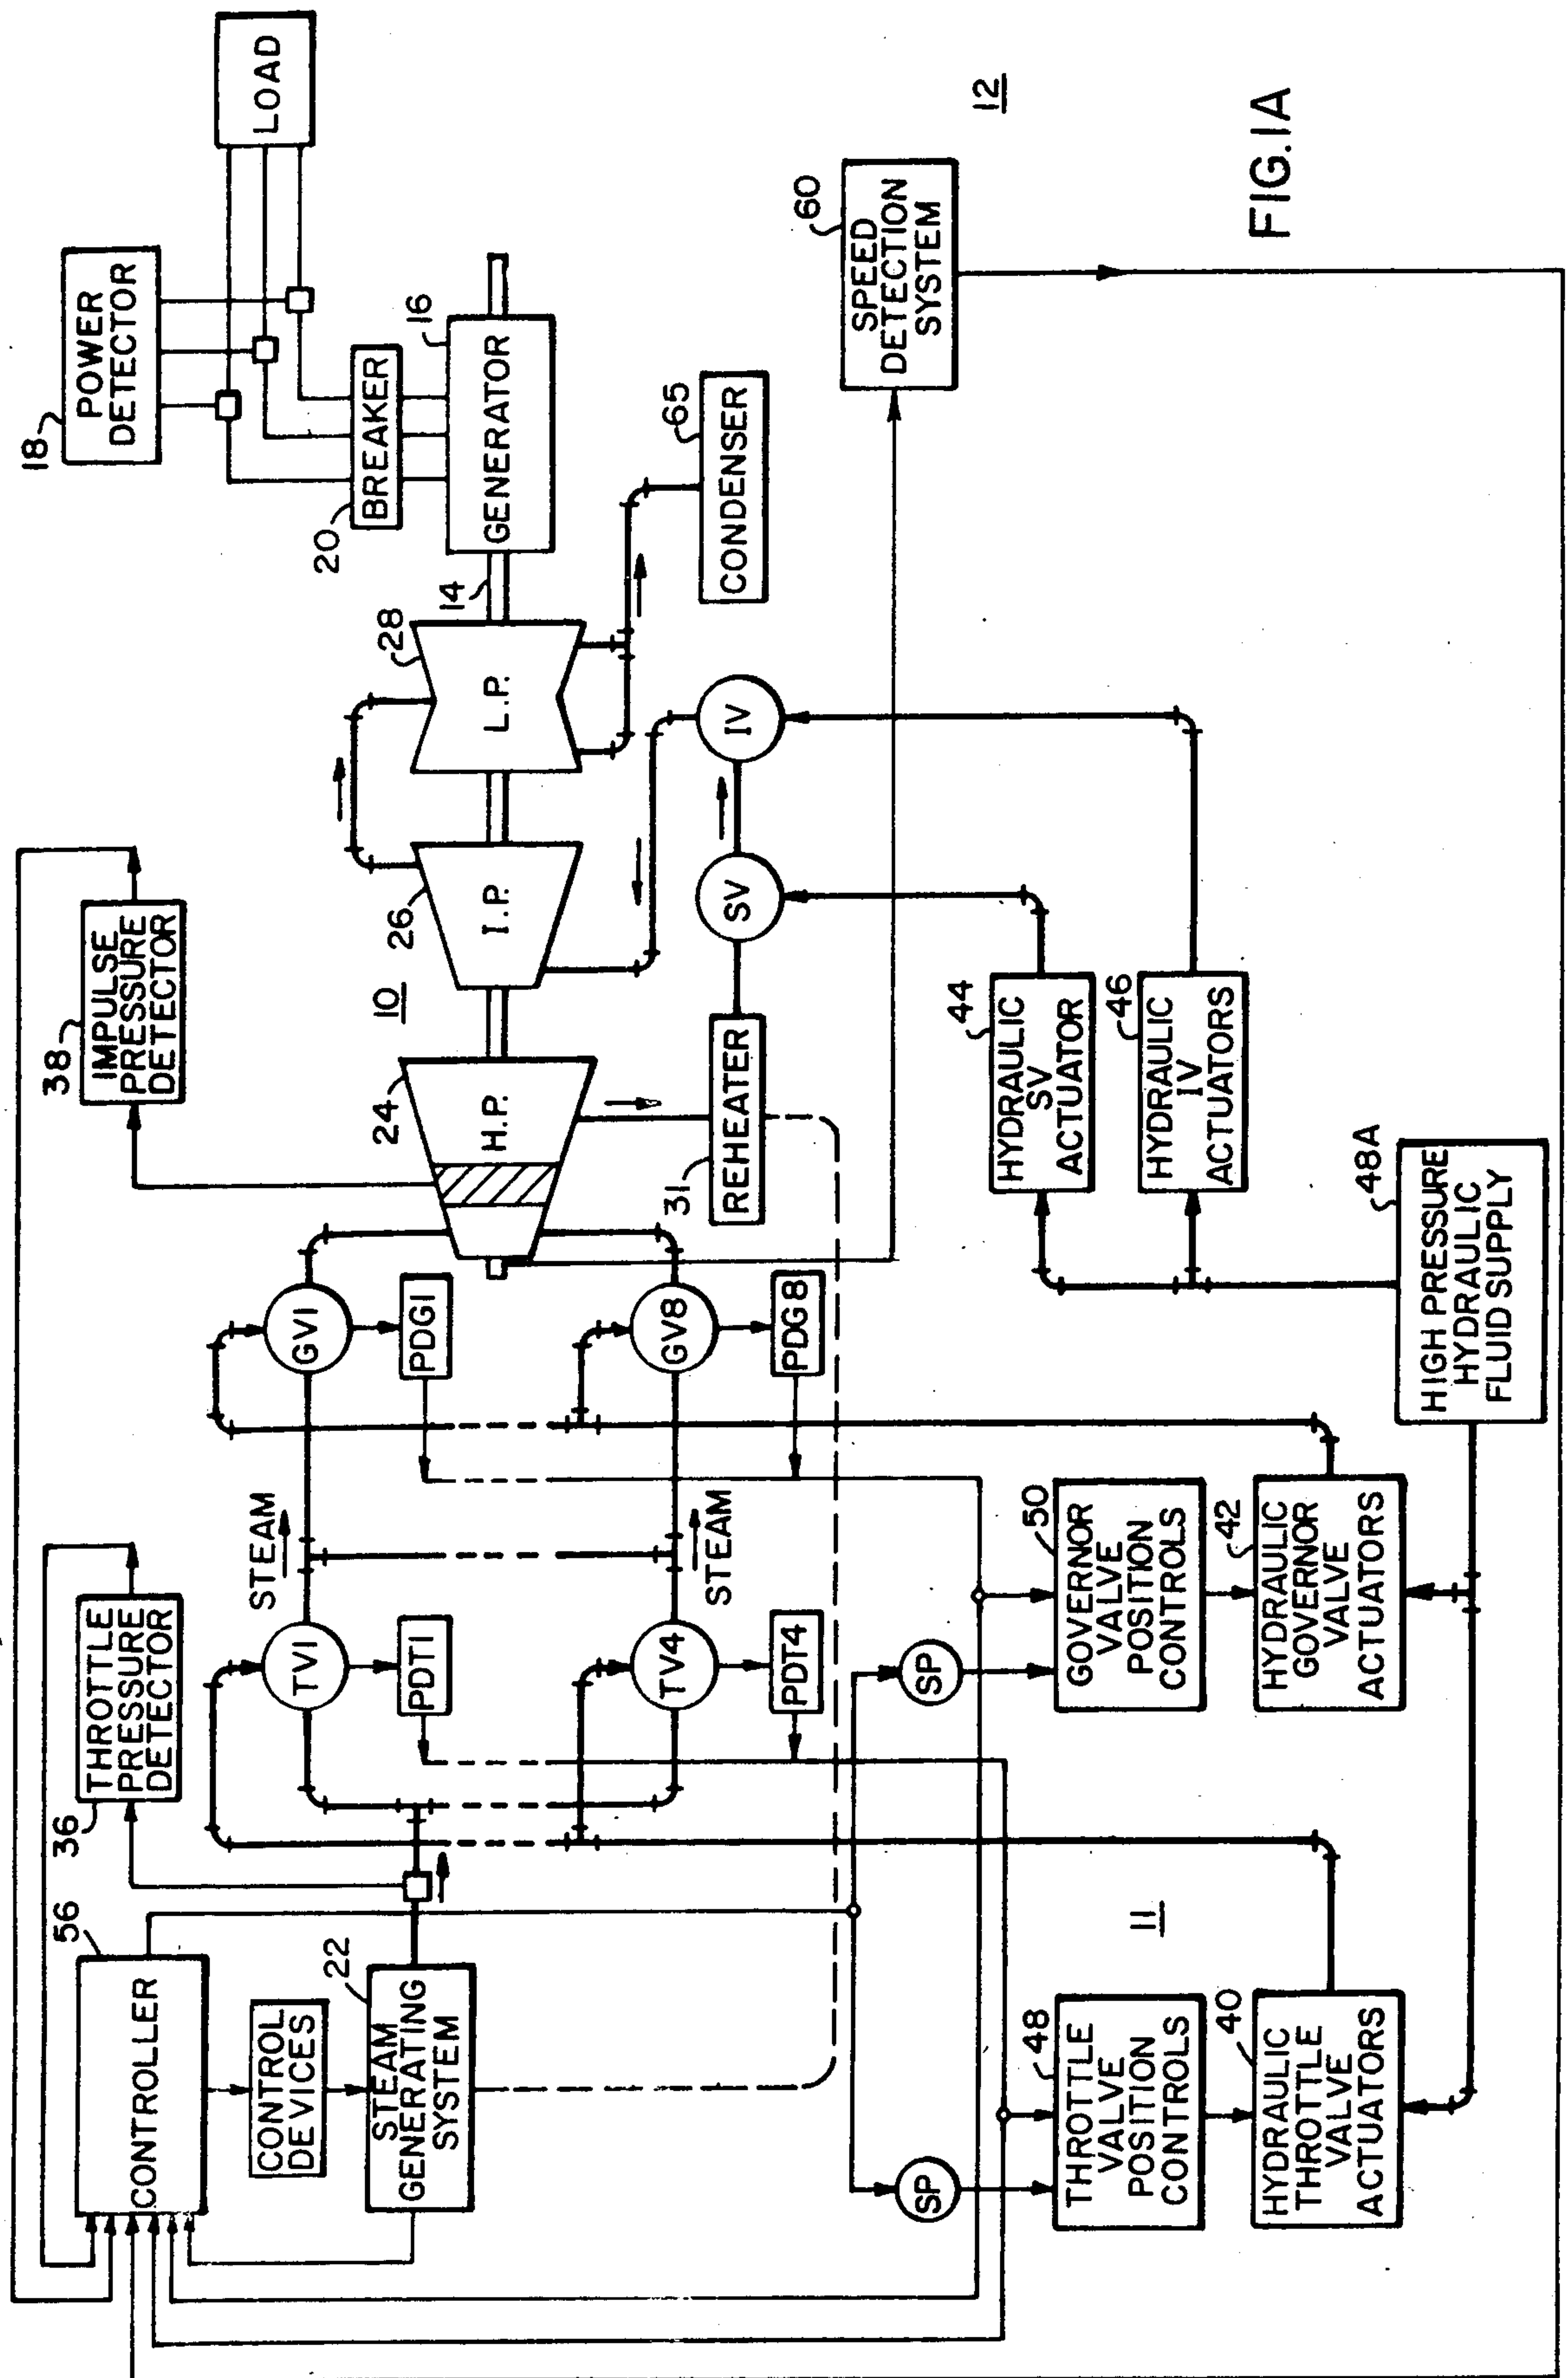 18
POWER
DETECTOR
LOAD
20
BREAKER
16
GENERATOR
14
38
IMPULSE
PRESSURE
DETECTOR
10
24
H.P.
26
I.P.
28
L.P.
65
CONDENSER
12
60
SPEED
DETECTION
SYSTEM
FIG.1A
36
THROTTLE
PRESSURE
DETECTOR
56
CONTROLLER
CONTROL
DEVICES
22
STEAM
GENERATING
SYSTEM
STEAM
TV1
PDT1
GV1
PDG1
STEAM
TV4
PDT4
GV8
PDG8
31
REHEATER
SV
IV
SP
SP
11
48
THROTTLE
VALVE
POSITION
CONTROLS
50
GOVERNOR
VALVE
POSITION
CONTROLS
40
HYDRAULIC
THROTTLE
VALVE
ACTUATORS
42
HYDRAULIC
GOVERNOR
VALVE
ACTUATORS
44
HYDRAULIC
SV
ACTUATOR
46
HYDRAULIC
IV
ACTUATORS
48A
HIGH PRESSURE
HYDRAULIC
FLUID SUPPLY